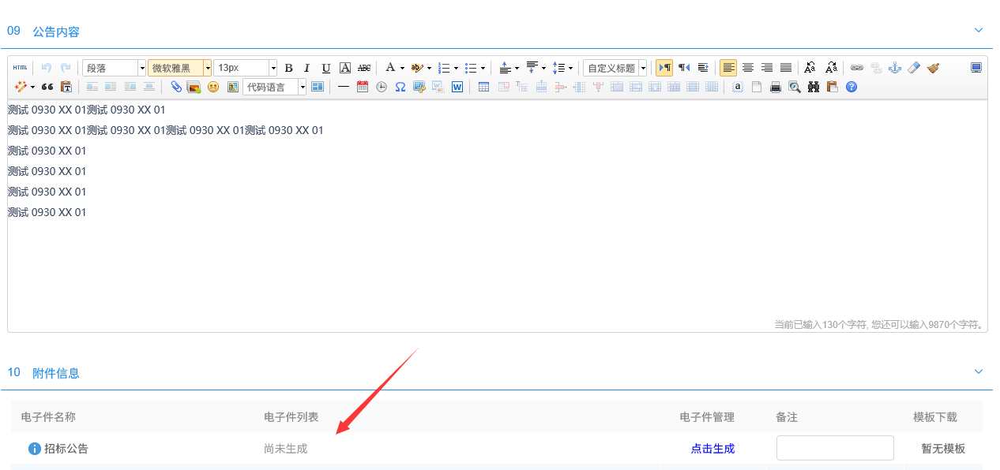 09 公告内容
HTML 段落 微软雅黑 13px B I U A ABC A ab 自定义标题
代码语言
测试 0930 XX 01测试 0930 XX 01
测试 0930 XX 01测试 0930 XX 01测试 0930 XX 01测试 0930 XX 01
测试 0930 XX 01
测试 0930 XX 01
测试 0930 XX 01
测试 0930 XX 01
当前已输入130个字符, 您还可以输入9870个字符。
10 附件信息
电子件名称 电子件列表 电子件管理 备注 模板下载
招标公告 尚未生成 点击生成 暂无模板